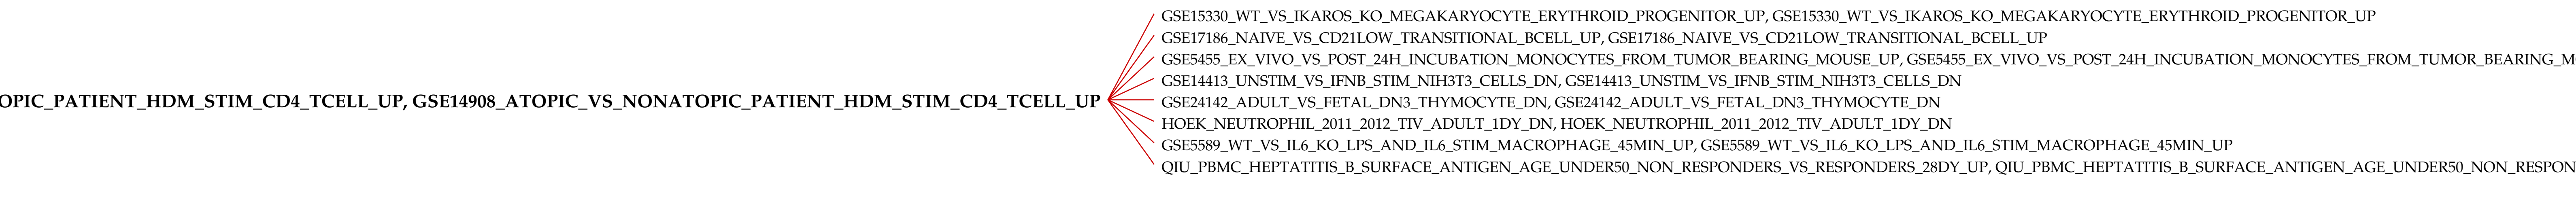 OPIC_PATIENT_HDM_STIM_CD4_TCELL_UP, GSE14908_ATOPIC_VS_NONATOPIC_PATIENT_HDM_STIM_CD4_TCELL_UP
GSE15330_WT_VS_IKAROS_KO_MEGAKARYOCYTE_ERYTHROID_PROGENITOR_UP, GSE15330_WT_VS_IKAROS_KO_MEGAKARYOCYTE_ERYTHROID_PROGENITOR_UP
GSE17186_NAIVE_VS_CD21LOW_TRANSITIONAL_BCELL_UP, GSE17186_NAIVE_VS_CD21LOW_TRANSITIONAL_BCELL_UP
GSE5455_EX_VIVO_VS_POST_24H_INCUBATION_MONOCYTES_FROM_TUMOR_BEARING_MOUSE_UP, GSE5455_EX_VIVO_VS_POST_24H_INCUBATION_MONOCYTES_FROM_TUMOR_BEARING_M
GSE14413_UNSTIM_VS_IFNB_STIM_NIH3T3_CELLS_DN, GSE14413_UNSTIM_VS_IFNB_STIM_NIH3T3_CELLS_DN
GSE24142_ADULT_VS_FETAL_DN3_THYMOCYTE_DN, GSE24142_ADULT_VS_FETAL_DN3_THYMOCYTE_DN
HOEK_NEUTROPHIL_2011_2012_TIV_ADULT_1DY_DN, HOEK_NEUTROPHIL_2011_2012_TIV_ADULT_1DY_DN
GSE5589_WT_VS_IL6_KO_LPS_AND_IL6_STIM_MACROPHAGE_45MIN_UP, GSE5589_WT_VS_IL6_KO_LPS_AND_IL6_STIM_MACROPHAGE_45MIN_UP
QIU_PBMC_HEPTATITIS_B_SURFACE_ANTIGEN_AGE_UNDER50_NON_RESPONDERS_VS_RESPONDERS_28DY_UP, QIU_PBMC_HEPTATITIS_B_SURFACE_ANTIGEN_AGE_UNDER50_NON_RESPON